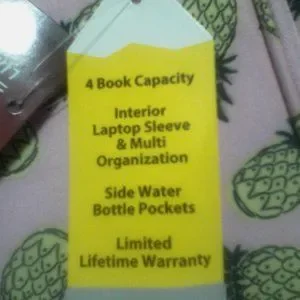 4 Book Capacity
Interior
Laptop Sleeve
& Multi
Organization
Side Water
Bottle Pockets
Limited
Lifetime Warranty